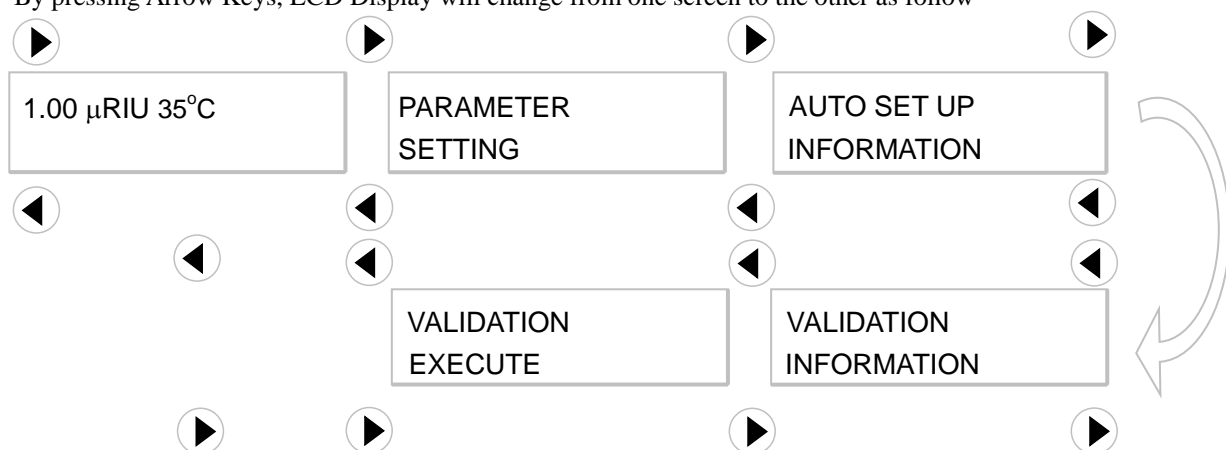 By pressing Arrow Keys, LCD Display will change from one screen to the other as follow
1.00 μRIU 35°C
PARAMETER
SETTING
AUTO SET UP
INFORMATION
VALIDATION
EXECUTE
VALIDATION
INFORMATION